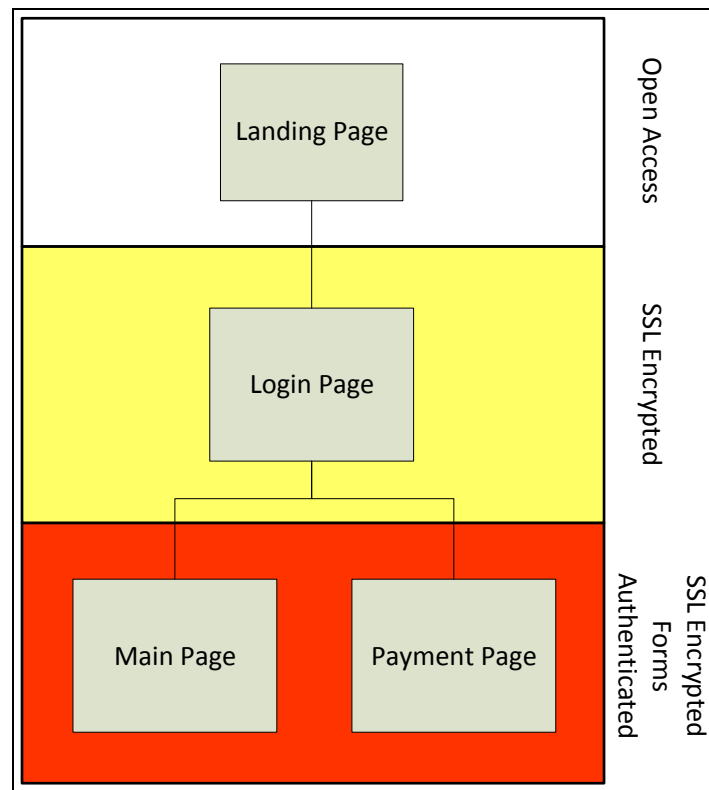 Landing Page
Open Access
Login Page
SSL Encrypted
Main Page
Payment Page
SSL Encrypted
Forms
Authenticated